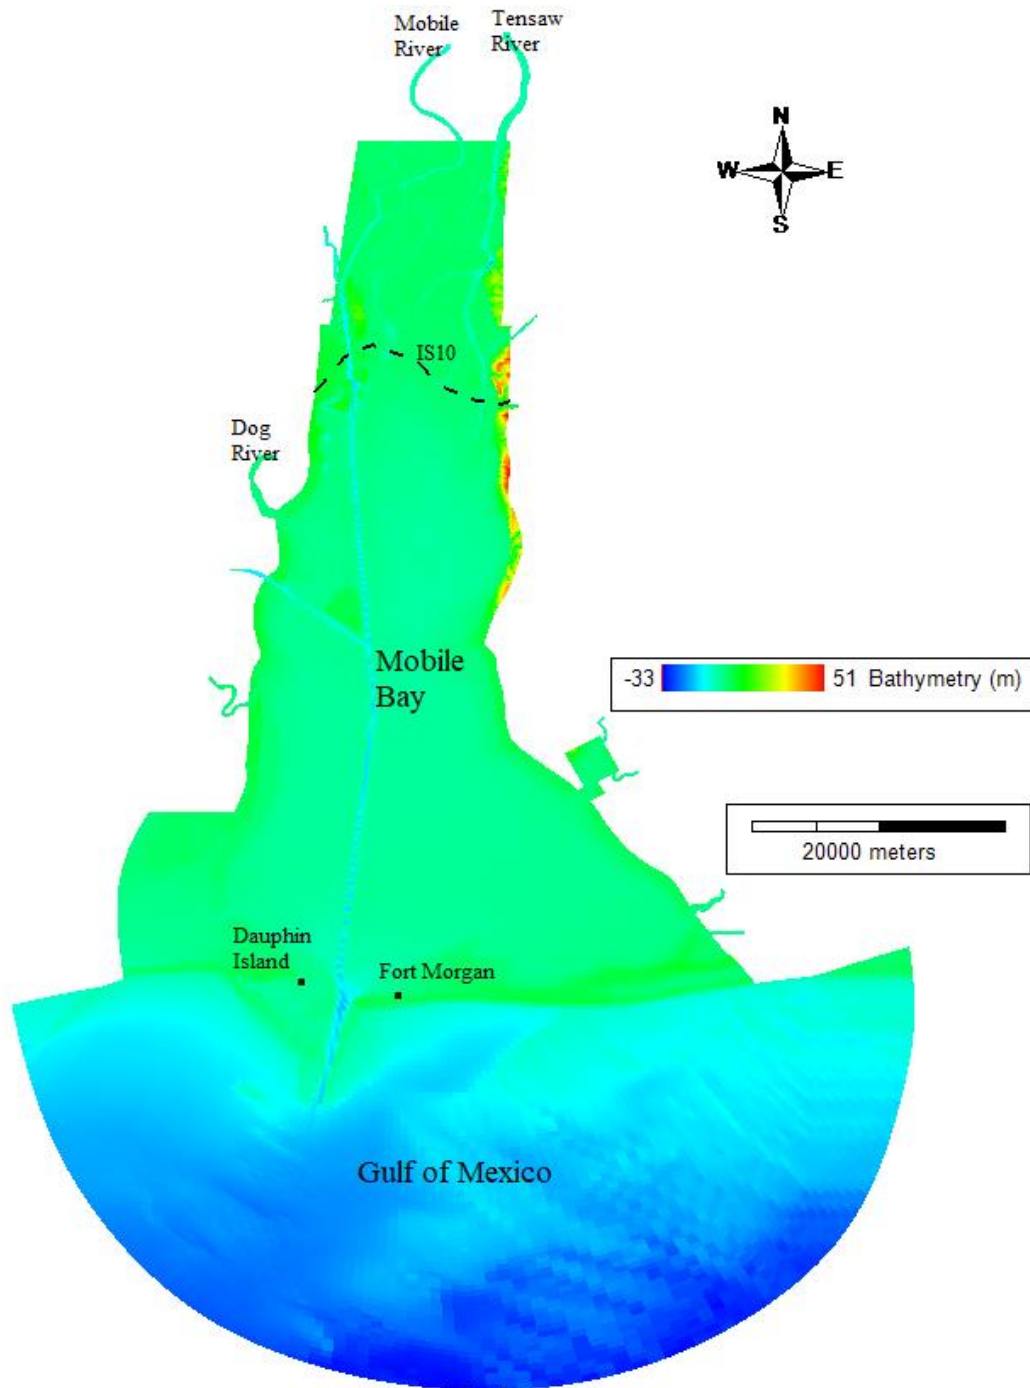 Mobile
River
Tensaw
River
N
W E
S
IS10
Dog
River
Mobile
Bay
-33 51 Bathymetry (m)
20000 meters
Dauphin
Island
Fort Morgan
Gulf of Mexico